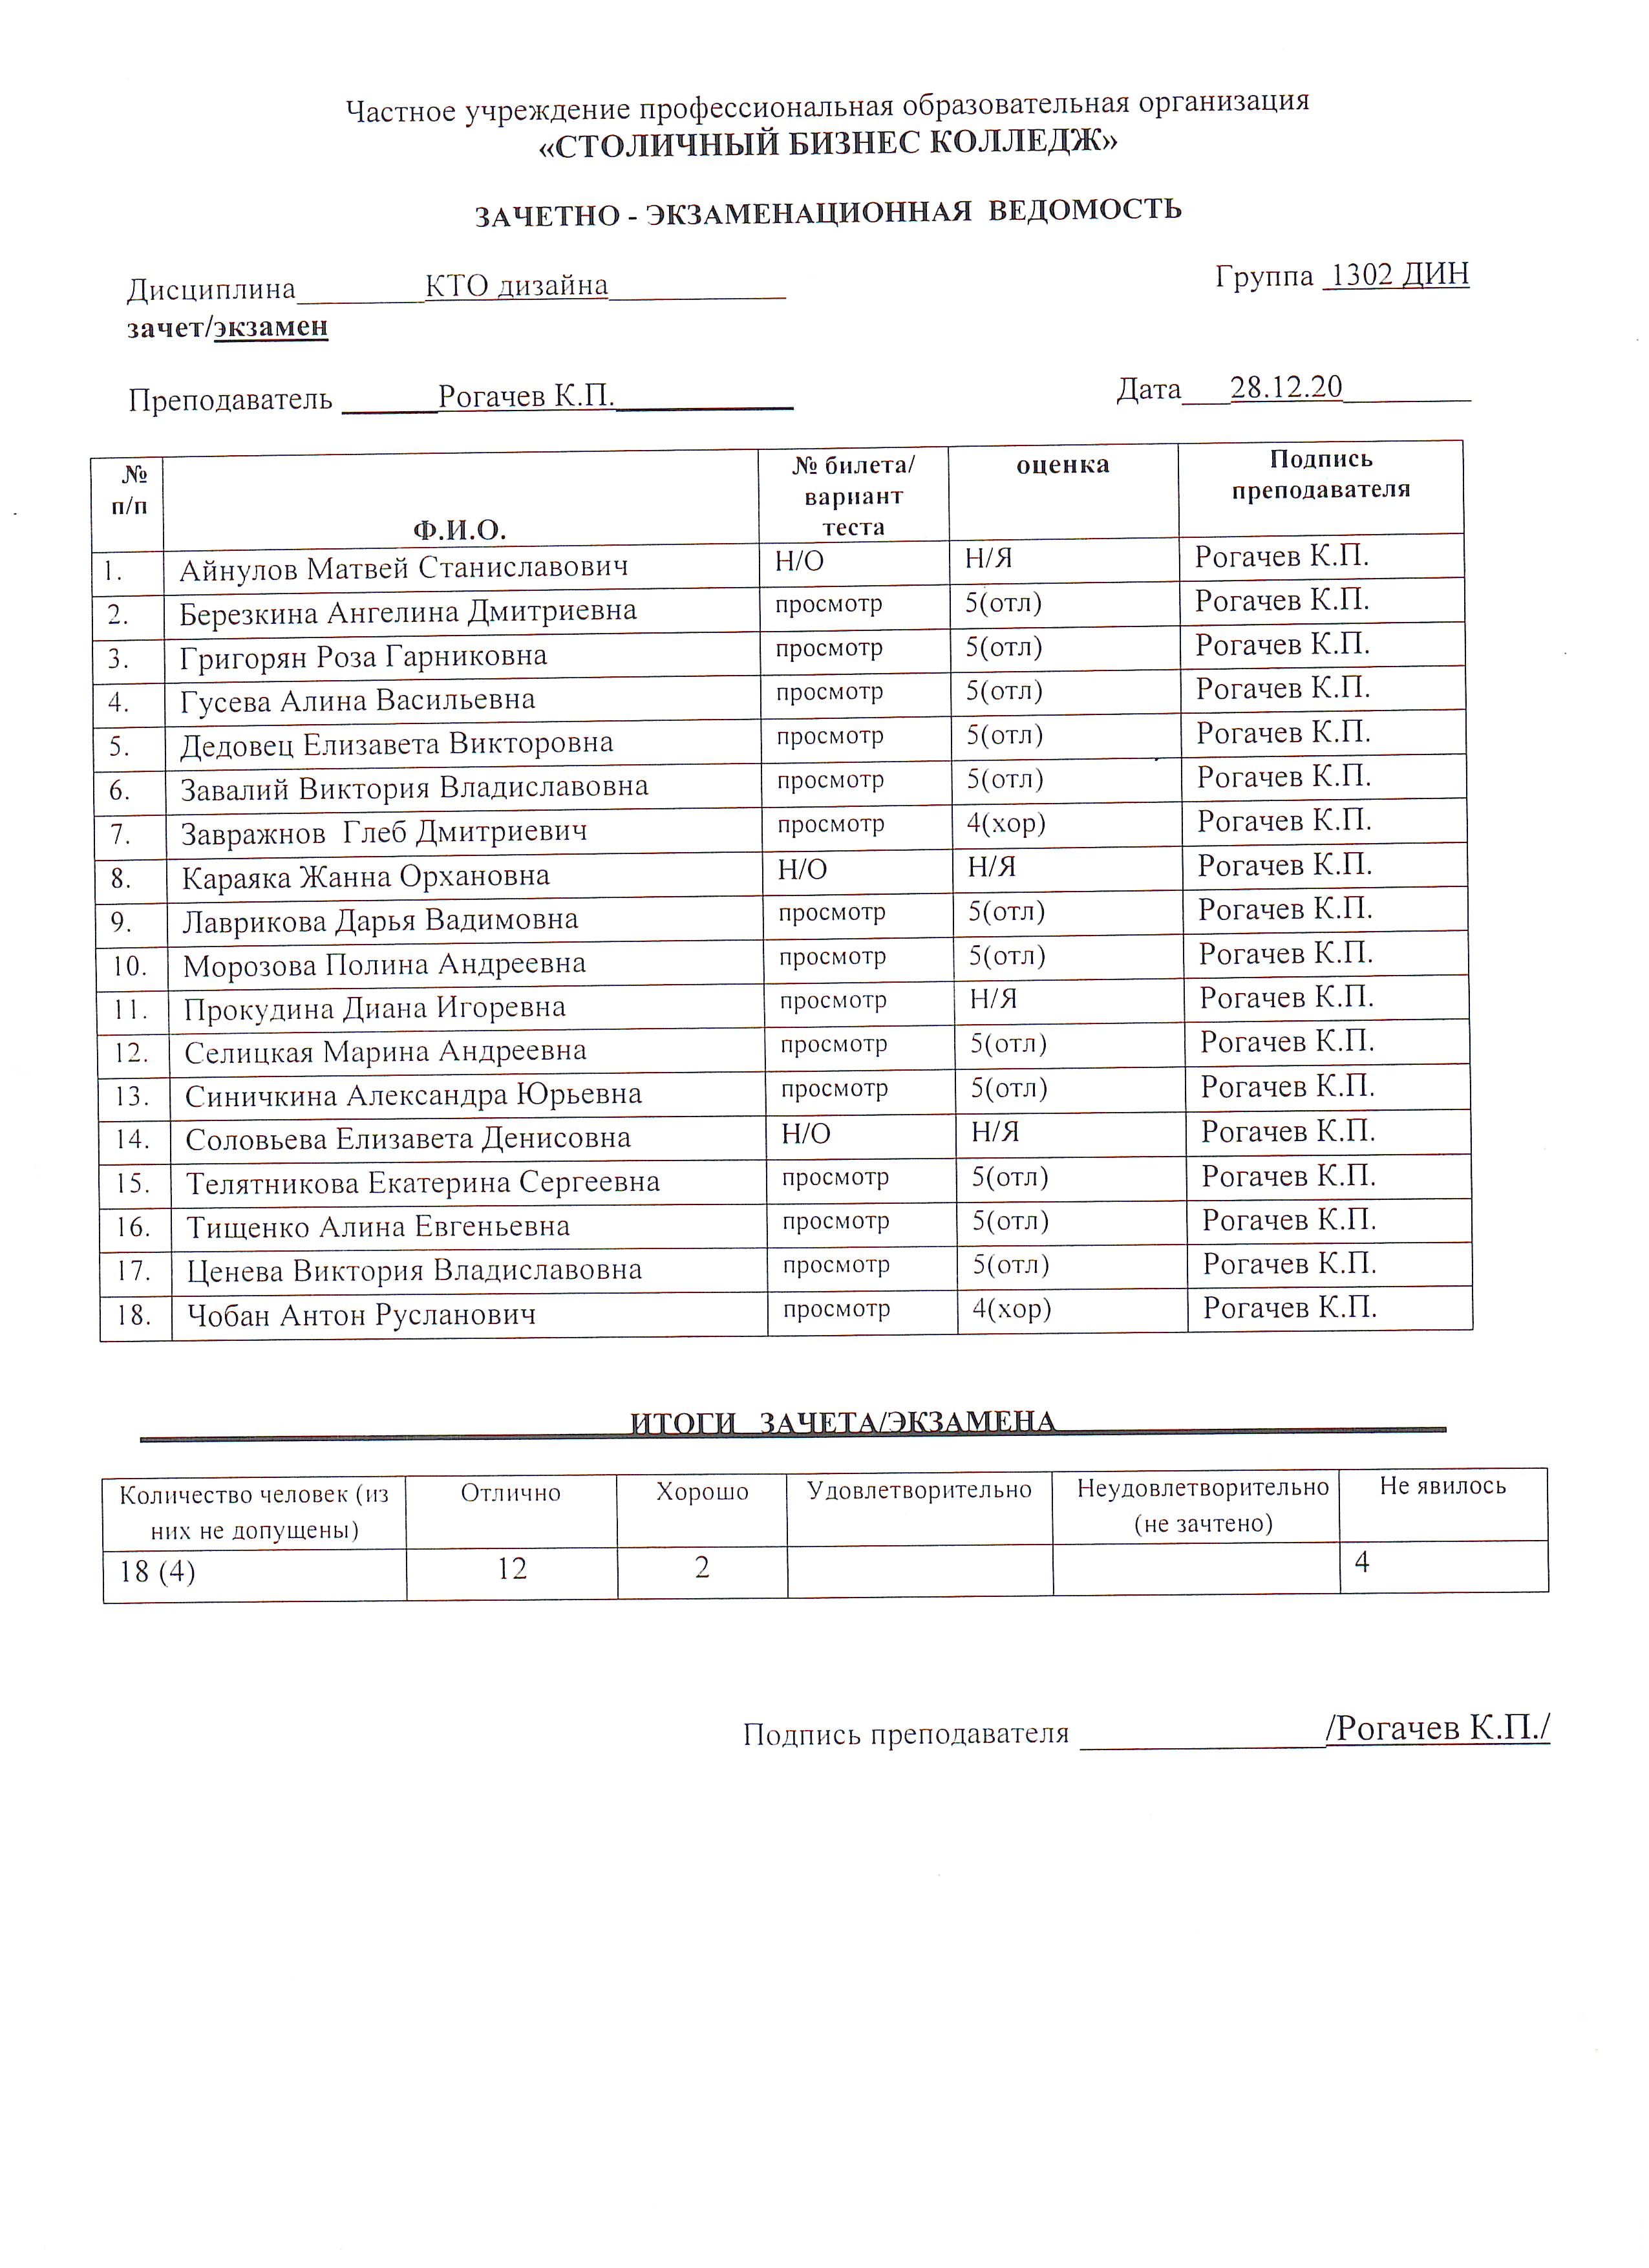 Частное учреждение профессиональная образовательная организация
«СТОЛИЧНЫЙ БИЗНЕС КОЛЛЕДЖ»
ЗАЧЕТНО - ЭКЗАМЕНАЦИОННАЯ ВЕДОМОСТЬ
Дисциплина КТО дизайна Группа 1302 ДИН
зачет/экзамен
Преподаватель Рогачев К.П. Дата 28.12.20
№ п/п Ф.И.О. № билета/ вариант теста оценка Подпись преподавателя
1. Айнулов Матвей Станиславович Н/О Н/Я Рогачев К.П.
2. Березкина Ангелина Дмитриевна просмотр 5(отл) Рогачев К.П.
3. Григорян Роза Гарниковна просмотр 5(отл) Рогачев К.П.
4. Гусева Алина Васильевна просмотр 5(отл) Рогачев К.П.
5. Дедовец Елизавета Викторовна просмотр 5(отл) Рогачев К.П.
6. Завалий Виктория Владиславовна просмотр 5(отл) Рогачев К.П.
7. Завражнов Глеб Дмитриевич просмотр 4(хор) Рогачев К.П.
8. Караяка Жанна Орхановна Н/О Н/Я Рогачев К.П.
9. Лаврикова Дарья Вадимовна просмотр 5(отл) Рогачев К.П.
10. Морозова Полина Андреевна просмотр 5(отл) Рогачев К.П.
11. Прокудина Диана Игоревна просмотр Н/Я Рогачев К.П.
12. Селицкая Марина Андреевна просмотр 5(отл) Рогачев К.П.
13. Синичкина Александра Юрьевна просмотр 5(отл) Рогачев К.П.
14. Соловьева Елизавета Денисовна Н/О Н/Я Рогачев К.П.
15. Телятникова Екатерина Сергеевна просмотр 5(отл) Рогачев К.П.
16. Тищенко Алина Евгеньевна просмотр 5(отл) Рогачев К.П.
17. Ценева Виктория Владиславовна просмотр 5(отл) Рогачев К.П.
18. Чобан Антон Русланович просмотр 4(хор) Рогачев К.П.
ИТОГИ ЗАЧЕТА/ЭКЗАМЕНА
Количество человек (из них не допущены) Отлично Хорошо Удовлетворительно Неудовлетворительно (не зачтено) Не явилось
18 (4) 12 2 4
Подпись преподавателя /Рогачев К.П./